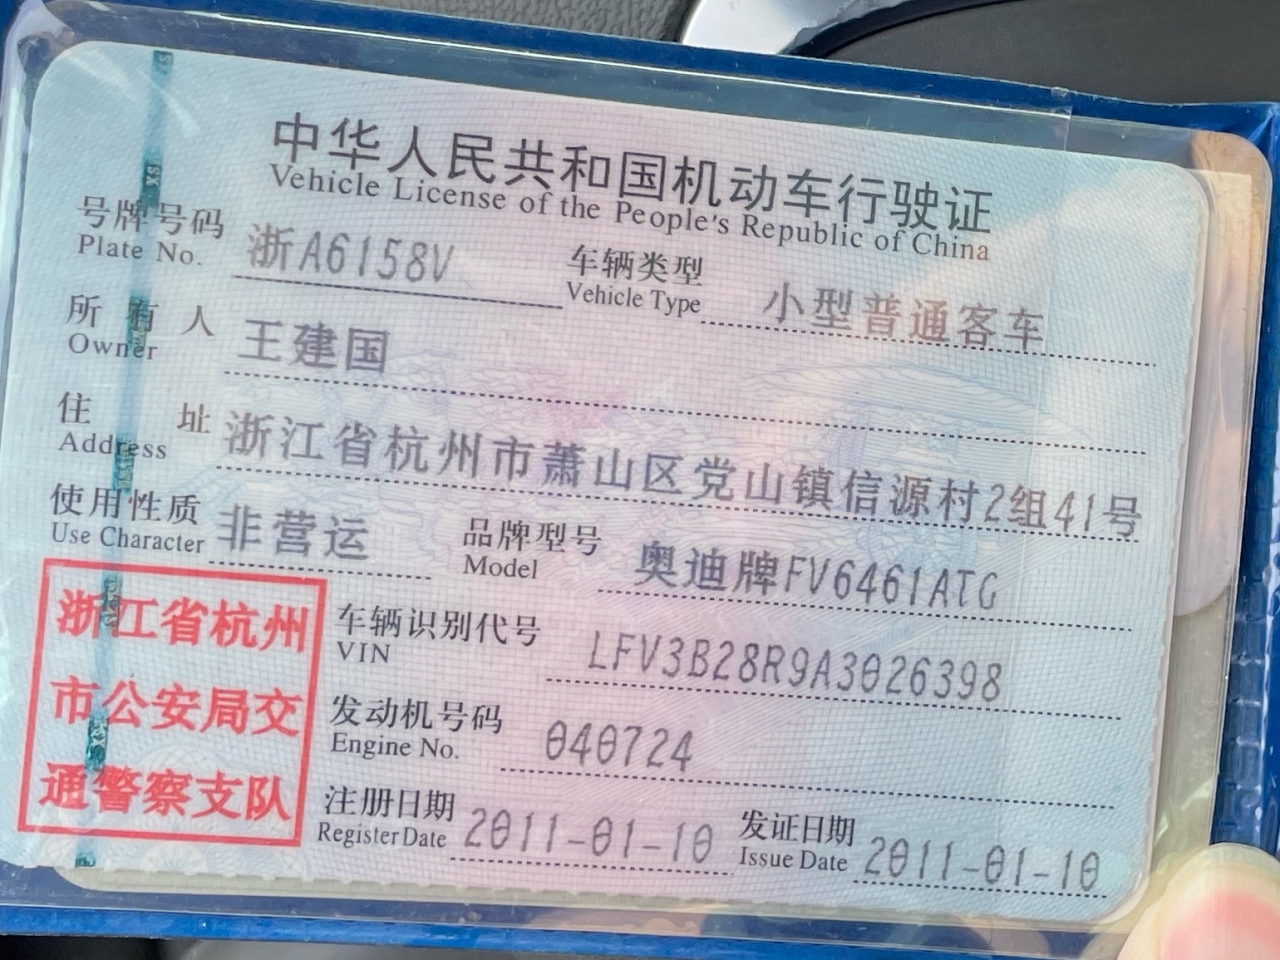 中华人民共和国机动车行驶证
Vehicle License of the People's Republic of China
号牌号码 浙A6158V 车辆类型 小型普通客车
Plate No. Vehicle Type
所有人 王建国
Owner
住址 浙江省杭州市萧山区党山镇信源村2组41号
Address
使用性质 非营运 品牌型号 奥迪牌FV6461ATG
Use Character Model
浙江省杭州
市公安局交
通警察支队
车辆识别代号 LFV3B28R9A3026398
VIN
发动机号码 040724
Engine No.
注册日期 2011-01-10 发证日期 2011-01-10
Register Date Issue Date